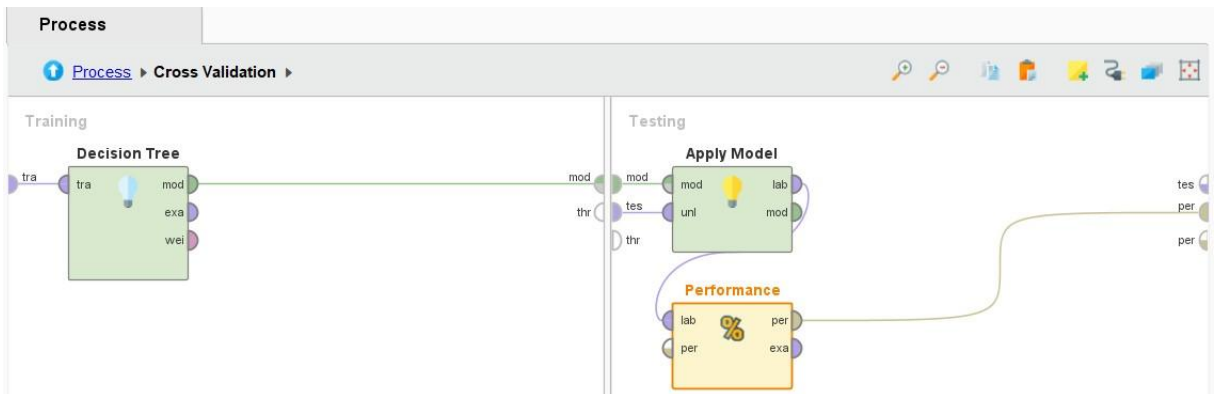 Process
Process ▸ Cross Validation ▸
Training
Testing
Decision Tree
Apply Model
tra
tra
mod
mod
mod
mod
lab
tes
exa
thr
tes
unl
mod
per
wei
thr
per
Performance
lab
%
per
per
exa